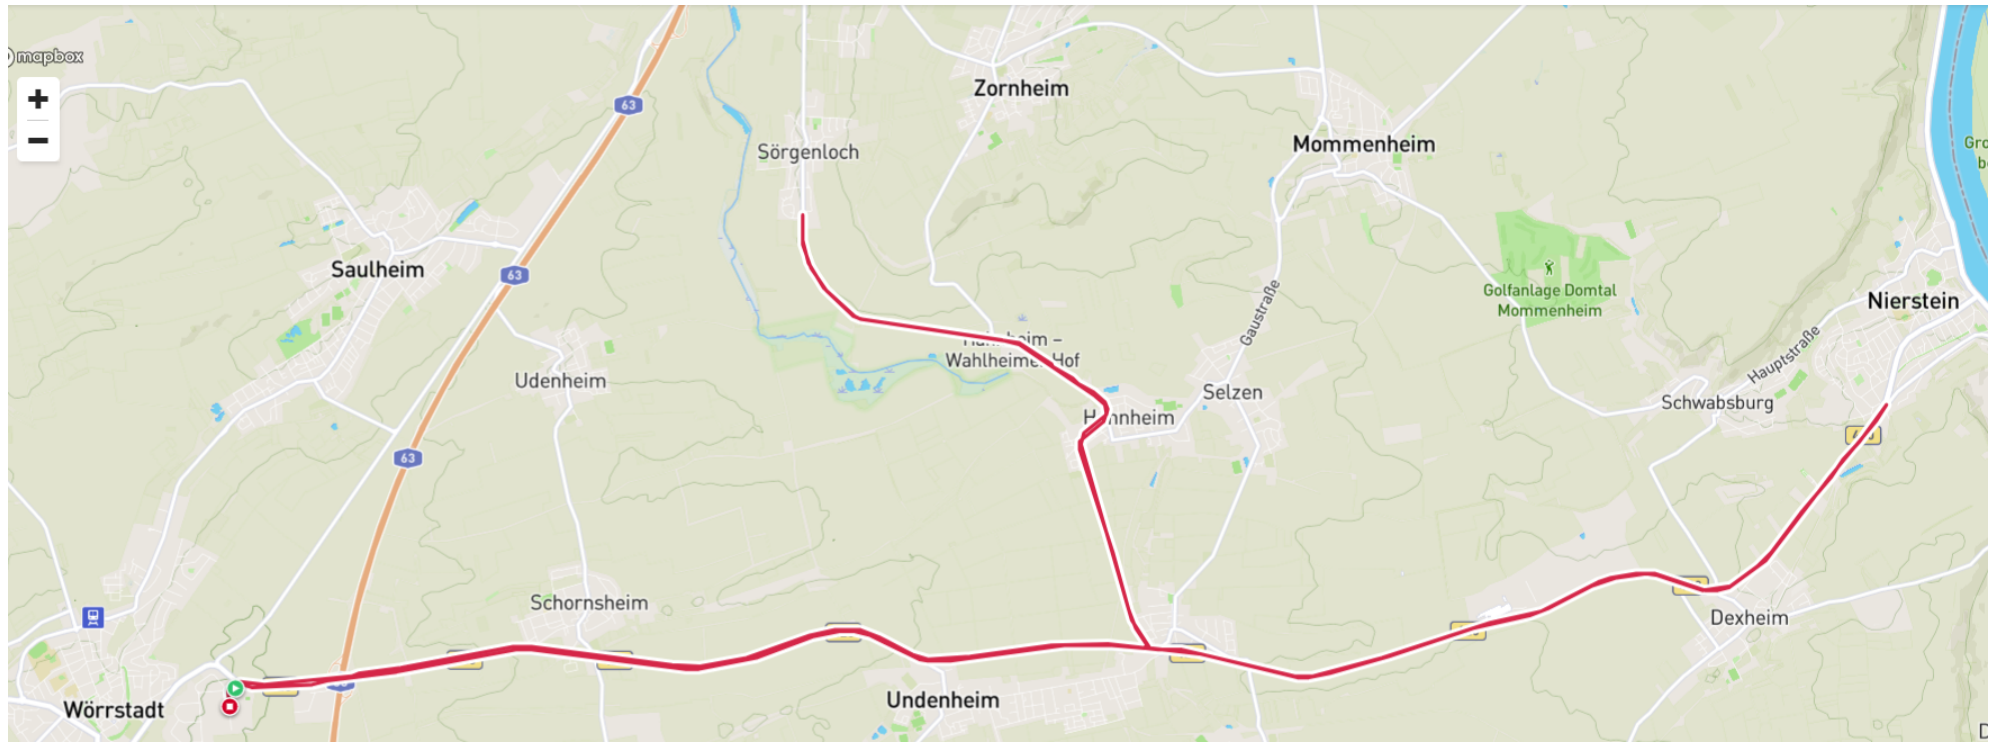 mapbox
+
−
63
Zornheim
Mommenheim
Sörgenloch
Saulheim
63
Golfanlage Domtal
Mommenheim
Nierstein
Gaustraße
Hauptstraße
Wahlheimer Hof
Udenheim
Selzen
Schwabsburg
Hahnheim
63
Schornsheim
Dexheim
Undenheim
Wörrstadt